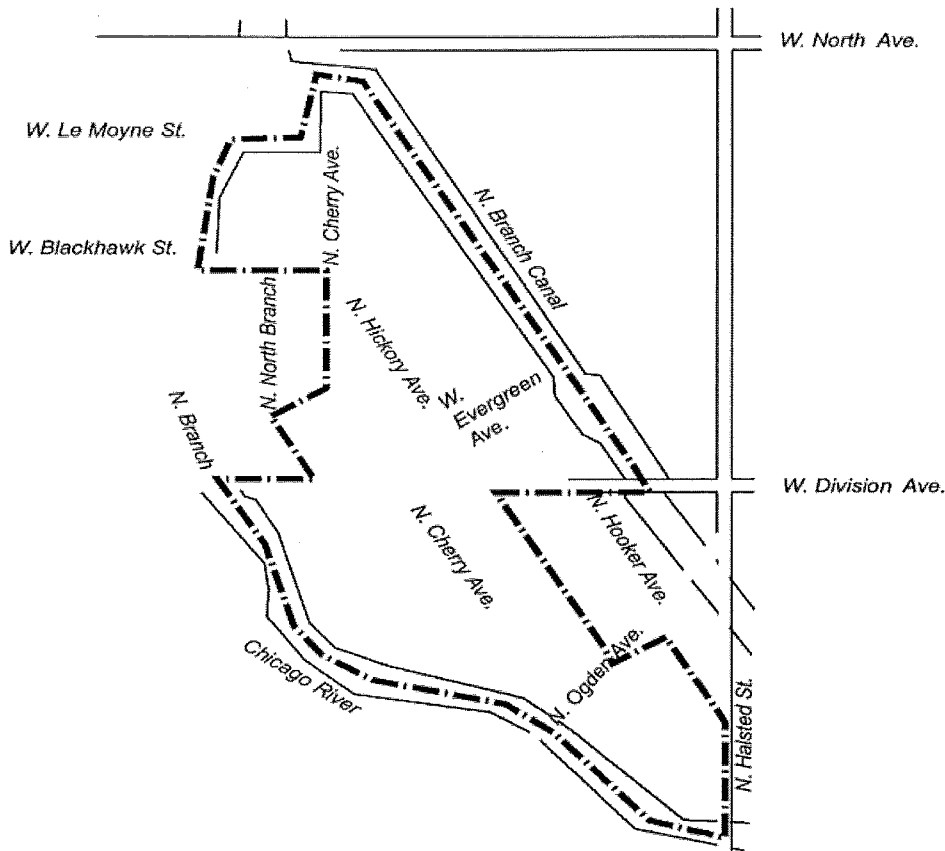 W. North Ave.
W. Le Moyne St.
N. Cherry Ave.
W. Blackhawk St.
N. Branch Canal
N. North Branch
N. Hickory Ave.
W.
Evergreen
Ave.
N. Branch
W. Division Ave.
N. Cherry Ave.
N. Hooker Ave.
Chicago River
N. Ogden Ave.
N. Halsted St.